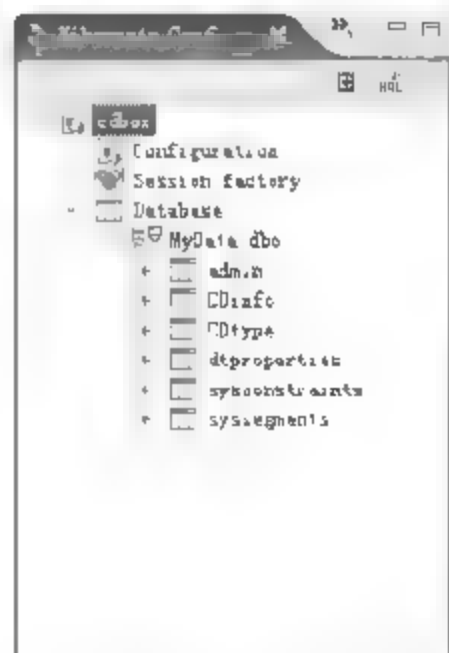 HQL
cdbox
Configuration
Session factory
Database
MyData dbo
admin
CDinfo
CDtype
dtproperties
sysconstraints
syssegments